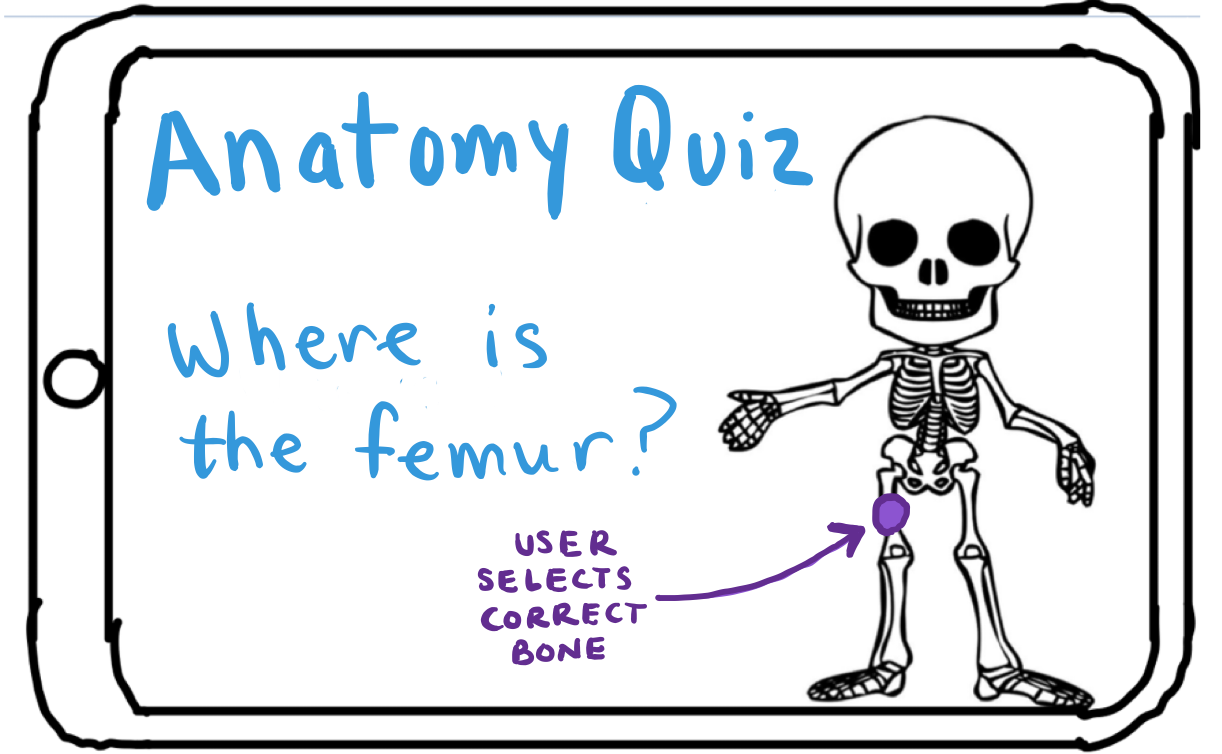 Anatomy Quiz
Where is
the femur?
USER
SELECTS
CORRECT
BONE